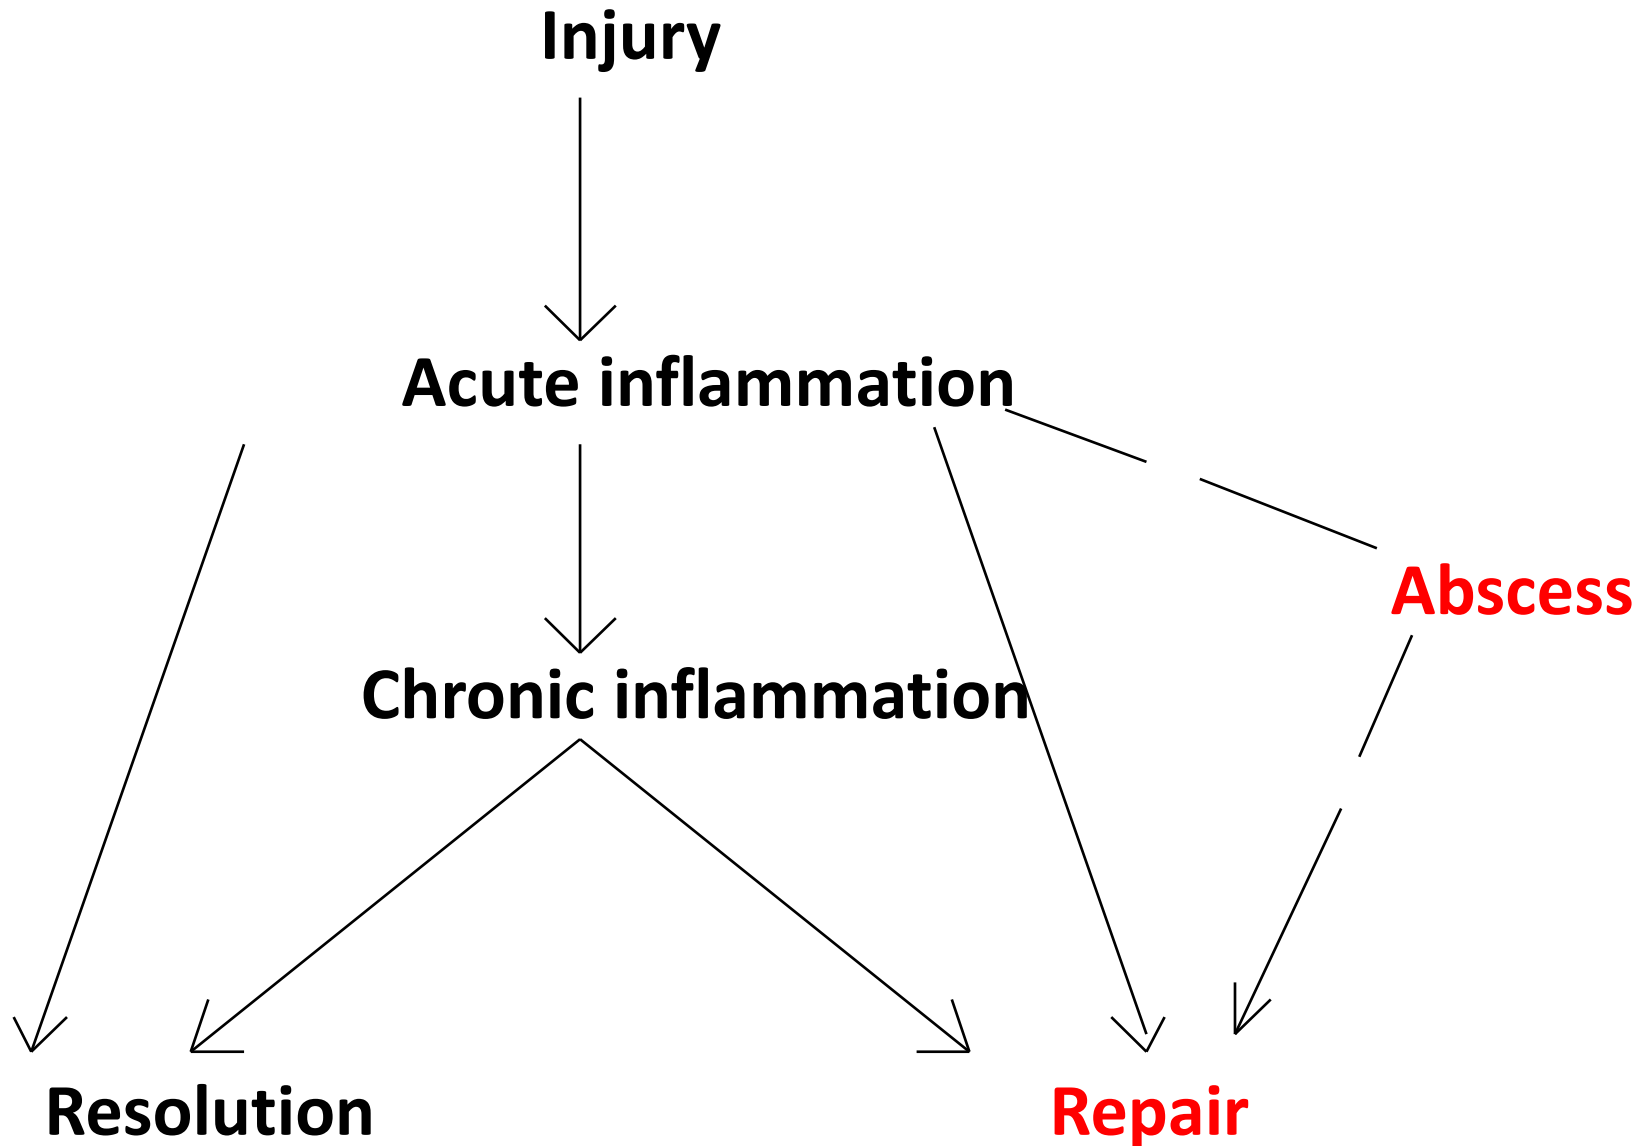 Injury
Acute inflammation
Abscess
Chronic inflammation
Resolution
Repair